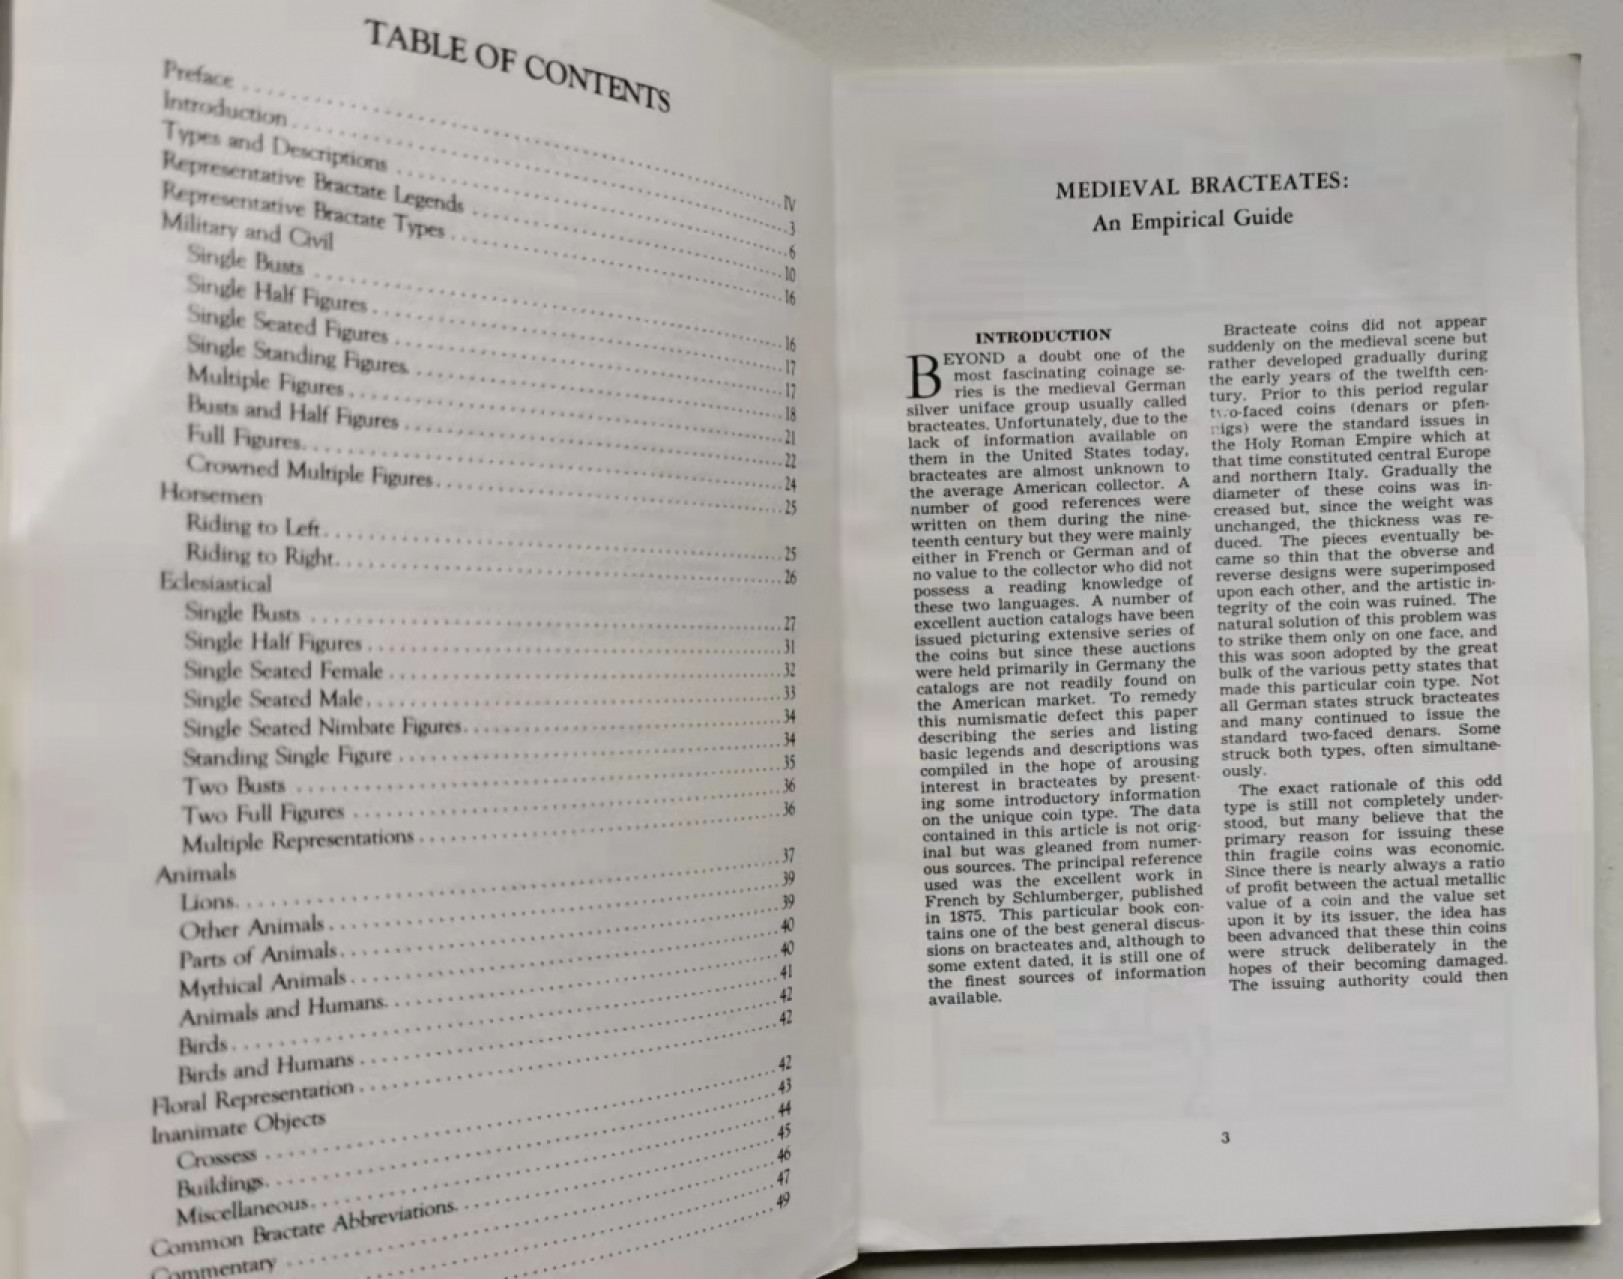 TABLE OF CONTENTS
Preface ........ IV
Introduction ........ 3
Types and Descriptions ........ 6
Representative Bractate Legends ........ 10
Representative Bractate Types ........ 16
Military and Civil
Single Busts ........ 16
Single Half Figures ........ 17
Single Seated Figures ........ 17
Single Standing Figures ........ 18
Multiple Figures ........ 21
Busts and Half Figures ........ 22
Full Figures ........ 24
Crowned Multiple Figures ........ 25
Horsemen
Riding to Left ........ 25
Riding to Right ........ 26
Eclesiastical
Single Busts ........ 27
Single Half Figures ........ 31
Single Seated Female ........ 32
Single Seated Male ........ 33
Single Seated Nimbate Figures ........ 34
Standing Single Figure ........ 34
Two Busts ........ 35
Two Full Figures ........ 36
Multiple Representations ........ 36
Animals
Lions ........ 37
Other Animals ........ 39
Parts of Animals ........ 39
Mythical Animals ........ 40
Animals and Humans ........ 40
Birds ........ 41
Birds and Humans ........ 42
Floral Representation ........ 42
Inanimate Objects
Crossess ........ 42
Buildings ........ 43
Miscellaneous ........ 44
Common Bractate Abbreviations ........ 45
Commentary ........ 46
47
49
MEDIEVAL BRACTEATES:
An Empirical Guide
INTRODUCTION
BEYOND a doubt one of the
most fascinating coinage se-
ries is the medieval German
silver uniface group usually called
bracteates. Unfortunately, due to the
lack of information available on
them in the United States today,
bracteates are almost unknown to
the average American collector. A
number of good references were
written on them during the nine-
teenth century but they were mainly
either in French or German and of
no value to the collector who did not
possess a reading knowledge of
these two languages. A number of
excellent auction catalogs have been
issued picturing extensive series of
the coins but since these auctions
were held primarily in Germany the
catalogs are not readily found on
the American market. To remedy
this numismatic defect this paper
describing the series and listing
basic legends and descriptions was
compiled in the hope of arousing
interest in bracteates by present-
ing some introductory information
on the unique coin type. The data
contained in this article is not orig-
inal but was gleaned from numer-
ous sources. The principal reference
used was the excellent work in
French by Schlumberger, published
in 1875. This particular book con-
tains one of the best general discus-
sions on bracteates and, although to
some extent dated, it is still one of
the finest sources of information
available.
Bracteate coins did not appear
suddenly on the medieval scene but
rather developed gradually during
the early years of the twelfth cen-
tury. Prior to this period regular
two-faced coins (denars or pfen-
nigs) were the standard issues in
the Holy Roman Empire which at
that time constituted central Europe
and northern Italy. Gradually the
diameter of these coins was in-
creased but, since the weight was
unchanged, the thickness was re-
duced. The pieces eventually be-
came so thin that the obverse and
reverse designs were superimposed
upon each other, and the artistic in-
tegrity of the coin was ruined. The
natural solution of this problem was
to strike them only on one face, and
this was soon adopted by the great
bulk of the various petty states that
made this particular coin type. Not
all German states struck bracteates
and many continued to issue the
standard two-faced denars. Some
struck both types, often simultane-
ously.
The exact rationale of this odd
type is still not completely under-
stood, but many believe that the
primary reason for issuing these
thin fragile coins was economic.
Since there is nearly always a ratio
of profit between the actual metallic
value of a coin and the value set
upon it by its issuer, the idea has
been advanced that these thin coins
were struck deliberately in the
hopes of their becoming damaged.
The issuing authority could then
3